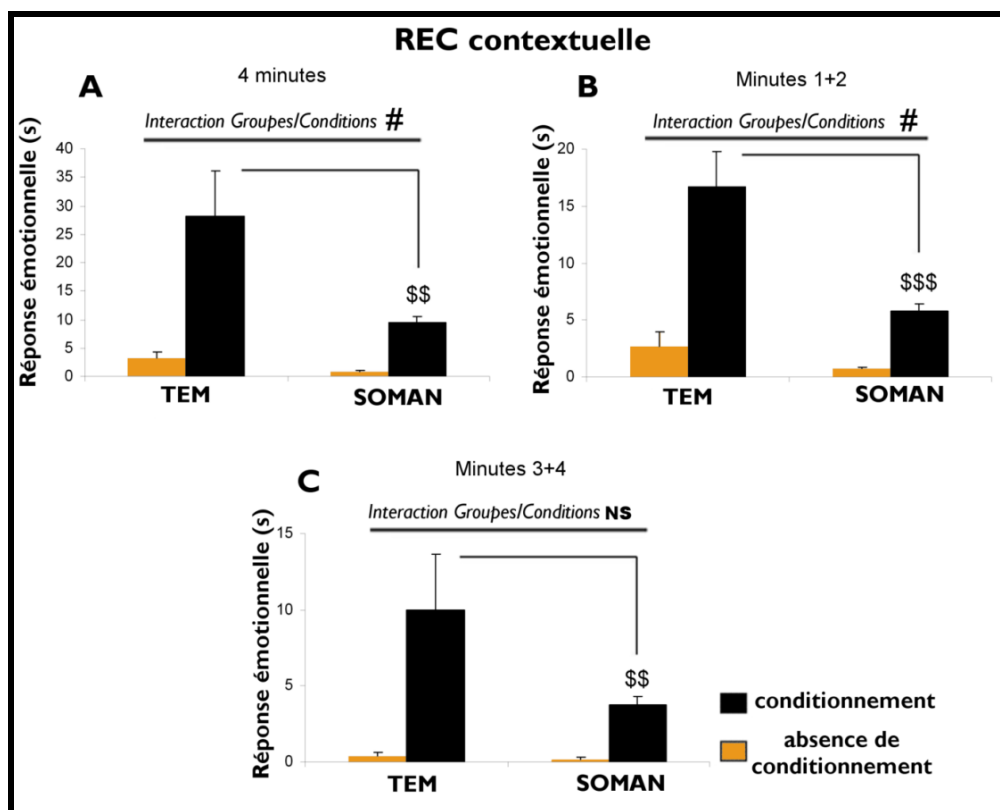 REC contextuelle
A
4 minutes
Interaction Groupes/Conditions #
Réponse émotionnelle (s)
40
35
30
25
20
15
10
5
0
$$
TEM
SOMAN
B
Minutes 1+2
Interaction Groupes/Conditions #
Réponse émotionnelle (s)
20
15
10
5
0
$$$
TEM
SOMAN
C
Minutes 3+4
Interaction Groupes/Conditions NS
Réponse émotionnelle (s)
15
10
5
0
$$
TEM
SOMAN
conditionnement
absence de
conditionnement